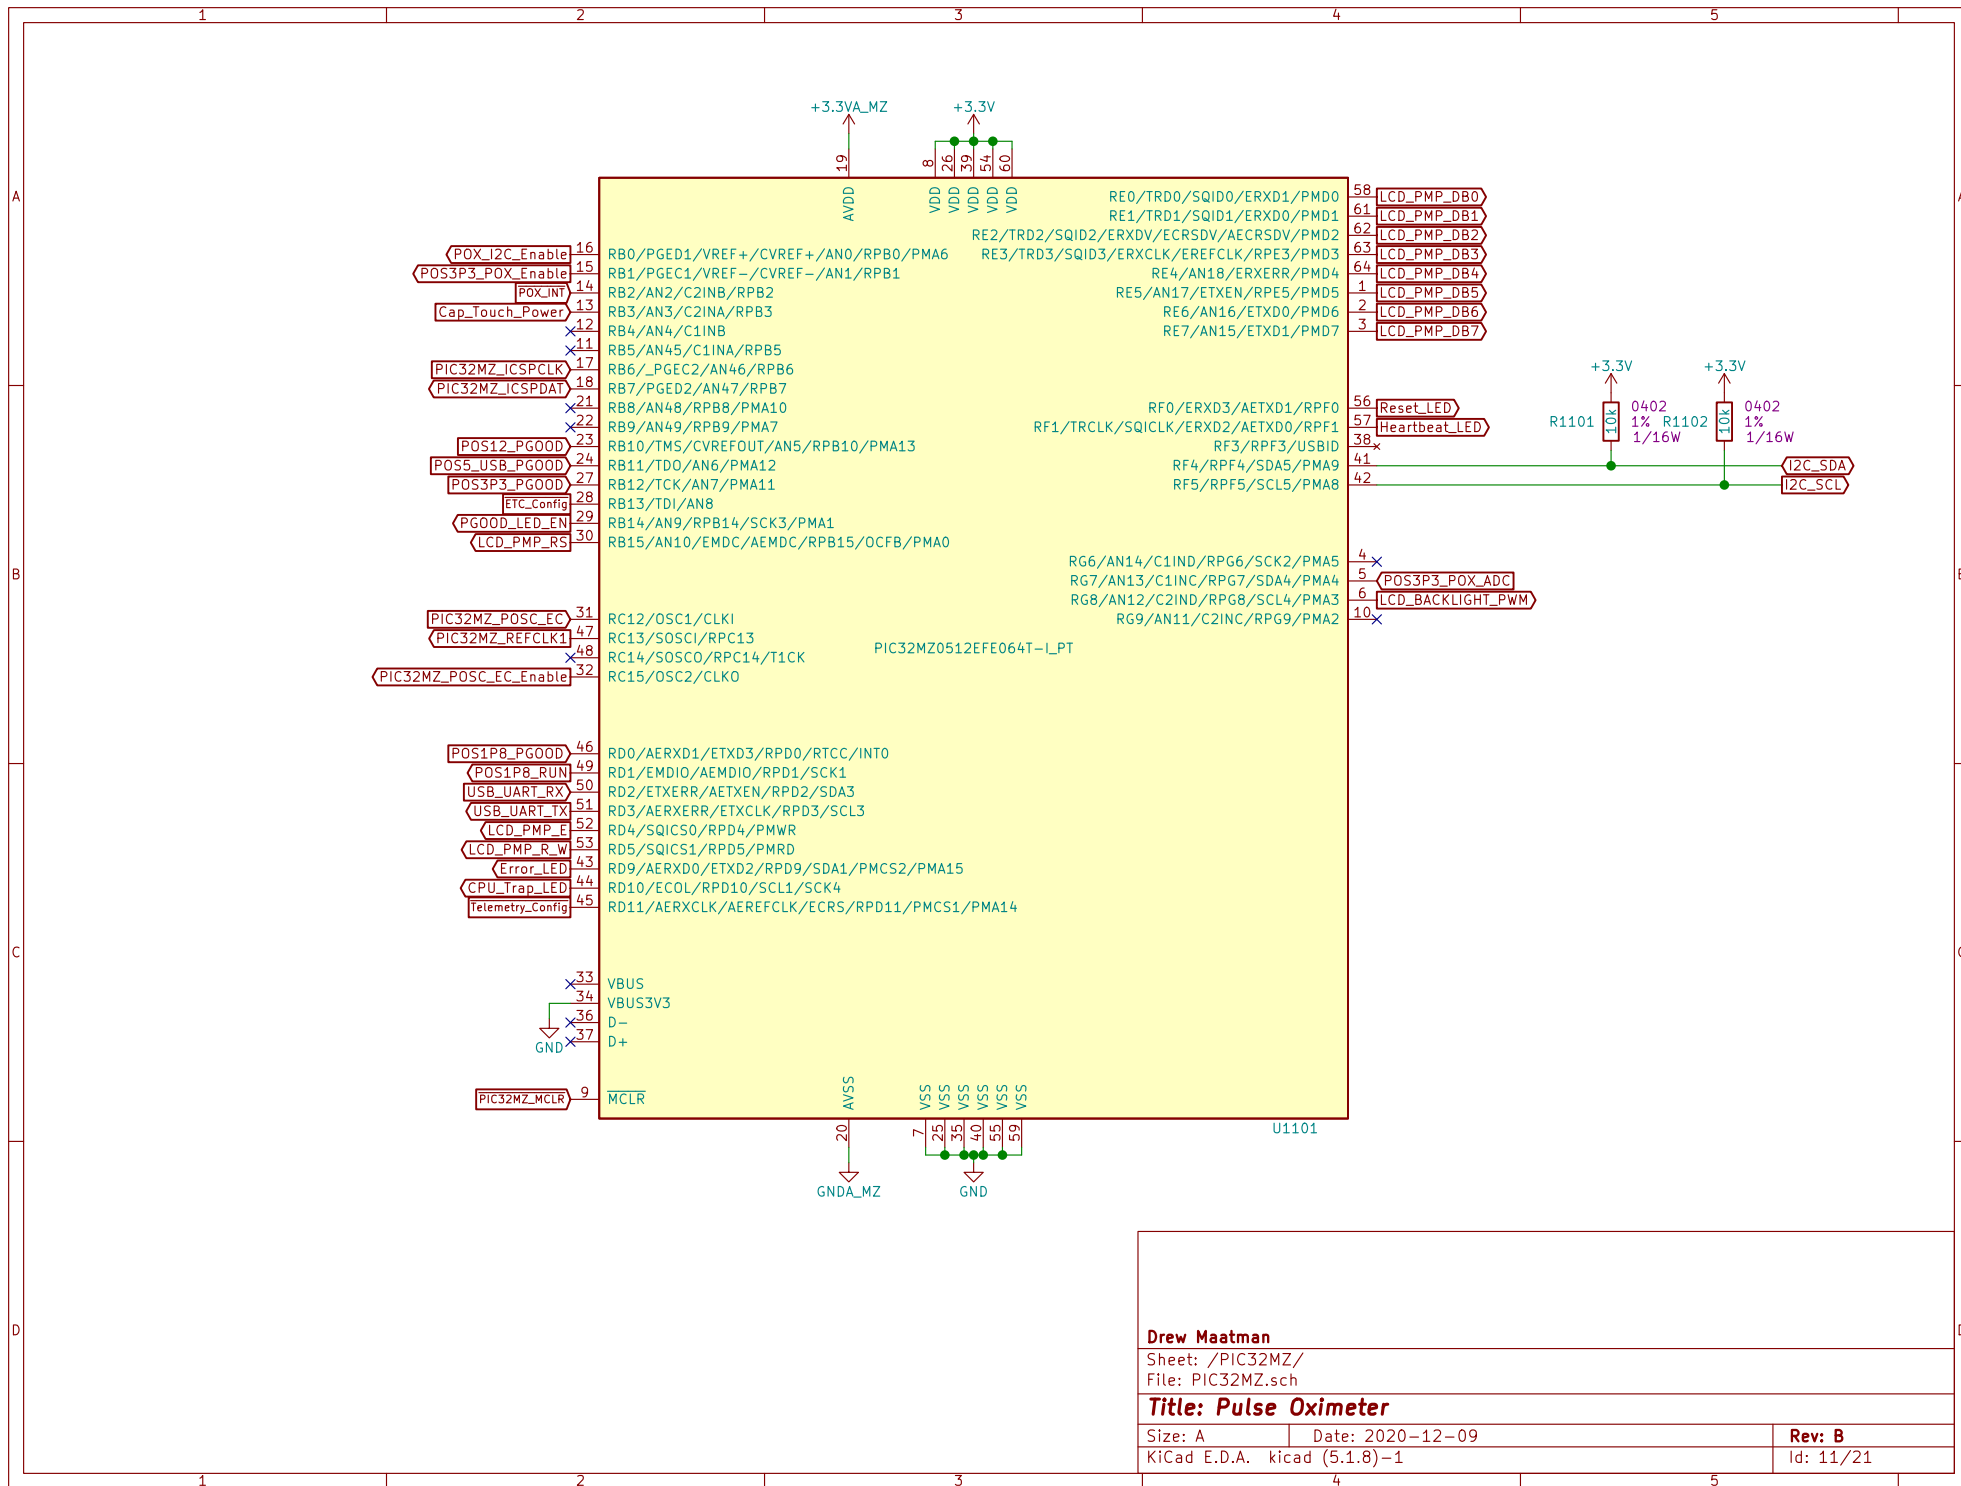 1 2 3 4 5
+3.3VA_MZ +3.3V
19 8 26 39 54 60
A
AVDD VDD VDD VDD VDD VDD
RE0/TRD0/SQID0/ERXD1/PMD0 58 LCD_PMP_DB0
RE1/TRD1/SQID1/ERXD0/PMD1 61 LCD_PMP_DB1
RE2/TRD2/SQID2/ERXDV/ECRSDV/AECRSDV/PMD2 62 LCD_PMP_DB2
POX_I2C_Enable 16 RB0/PGED1/VREF+/CVREF+/AN0/RPB0/PMA6 RE3/TRD3/SQID3/ERXCLK/EREFCLK/RPE3/PMD3 63 LCD_PMP_DB3
POS3P3_POX_Enable 15 RB1/PGEC1/VREF-/CVREF-/AN1/RPB1 RE4/AN18/ERXERR/PMD4 64 LCD_PMP_DB4
POX_INT 14 RB2/AN2/C2INB/RPB2 RE5/AN17/ETXEN/RPE5/PMD5 1 LCD_PMP_DB5
Cap_Touch_Power 13 RB3/AN3/C2INA/RPB3 RE6/AN16/ETXD0/PMD6 2 LCD_PMP_DB6
12 RB4/AN4/C1INB RE7/AN15/ETXD1/PMD7 3 LCD_PMP_DB7
11 RB5/AN45/C1INA/RPB5
PIC32MZ_ICSPCLK 17 RB6/_PGEC2/AN46/RPB6 +3.3V +3.3V
PIC32MZ_ICSPDAT 18 RB7/PGED2/AN47/RPB7
21 RB8/AN48/RPB8/PMA10 RF0/ERXD3/AETXD1/RPF0 56 Reset_LED 0402 0402
R1101 10k 1% R1102 10k 1%
22 RB9/AN49/RPB9/PMA7 RF1/TRCLK/SQICLK/ERXD2/AETXD0/RPF1 57 Heartbeat_LED 1/16W 1/16W
POS12_PGOOD 23 RB10/TMS/CVREFOUT/AN5/RPB10/PMA13 RF3/RPF3/USBID 38
POS5_USB_PGOOD 24 RB11/TDO/AN6/PMA12 RF4/RPF4/SDA5/PMA9 41 I2C_SDA
POS3P3_PGOOD 27 RB12/TCK/AN7/PMA11 RF5/RPF5/SCL5/PMA8 42 I2C_SCL
ETC_Config 28 RB13/TDI/AN8
PGOOD_LED_EN 29 RB14/AN9/RPB14/SCK3/PMA1
LCD_PMP_RS 30 RB15/AN10/EMDC/AEMDC/RPB15/OCFB/PMA0
RG6/AN14/C1IND/RPG6/SCK2/PMA5 4
B
RG7/AN13/C1INC/RPG7/SDA4/PMA4 5 POS3P3_POX_ADC
RG8/AN12/C2IND/RPG8/SCL4/PMA3 6 LCD_BACKLIGHT_PWM
PIC32MZ_POSC_EC 31 RC12/OSC1/CLKI RG9/AN11/C2INC/RPG9/PMA2 10
PIC32MZ_REFCLK1 47 RC13/SOSCI/RPC13
PIC32MZ0512EFE064T-I_PT
48 RC14/SOSCO/RPC14/T1CK
PIC32MZ_POSC_EC_Enable 32 RC15/OSC2/CLKO
POS1P8_PGOOD 46 RD0/AERXD1/ETXD3/RPD0/RTCC/INT0
POS1P8_RUN 49 RD1/EMDIO/AEMDIO/RPD1/SCK1
USB_UART_RX 50 RD2/ETXERR/AETXEN/RPD2/SDA3
USB_UART_TX 51 RD3/AERXERR/ETXCLK/RPD3/SCL3
LCD_PMP_E 52 RD4/SQICS0/RPD4/PMWR
LCD_PMP_R_W 53 RD5/SQICS1/RPD5/PMRD
Error_LED 43 RD9/AERXD0/ETXD2/RPD9/SDA1/PMCS2/PMA15
CPU_Trap_LED 44 RD10/ECOL/RPD10/SCL1/SCK4
Telemetry_Config 45 RD11/AERXCLK/AEREFCLK/ECRS/RPD11/PMCS1/PMA14
C
33 VBUS
34 VBUS3V3
36 D-
37 D+
GND
AVSS VSS VSS VSS VSS VSS VSS
PIC32MZ_MCLR 9 MCLR
U1101
20 7 25 35 40 55 59
GNDA_MZ GND
D
Drew Maatman
Sheet: /PIC32MZ/
File: PIC32MZ.sch
Title: Pulse Oximeter
Size: A Date: 2020-12-09 Rev: B
KiCad E.D.A. kicad (5.1.8)-1 Id: 11/21
1 2 3 4 5